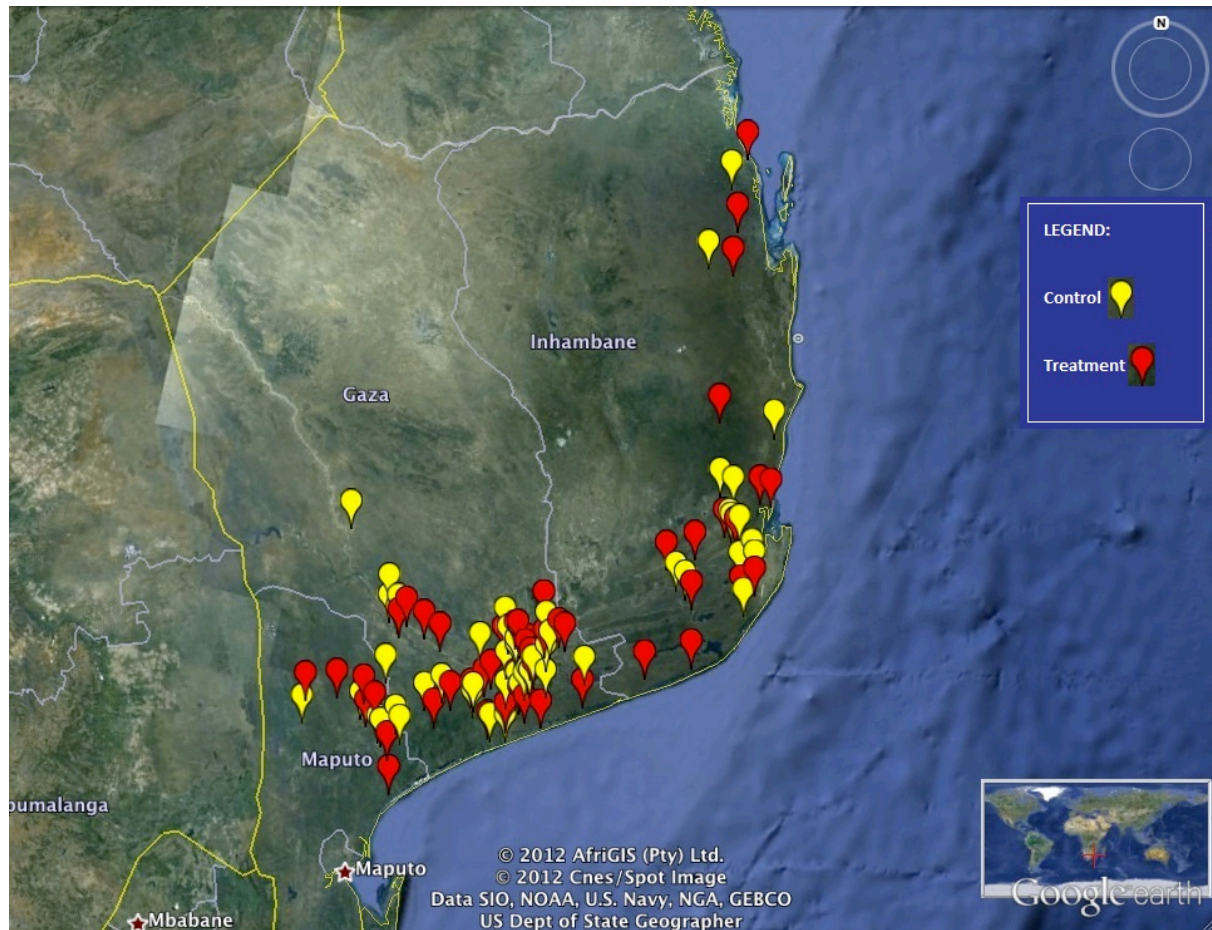 N
LEGEND:
Control
Treatment
Inhambane
Gaza
Maputo
pumalanga
Maputo
Mbabane
© 2012 AfriGIS (Pty) Ltd.
© 2012 Cnes/Spot Image
Data SIO, NOAA, U.S. Navy, NGA, GEBCO
US Dept of State Geographer
Google earth